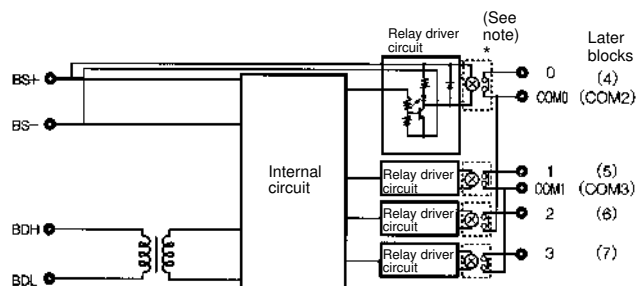 (See note) *
Relay driver circuit
Later blocks
BS+
0 (4)
COM0 (COM2)
BS−
Internal circuit
Relay driver circuit
1 (5)
COM1 (COM3)
Relay driver circuit
2 (6)
BDH
Relay driver circuit
3 (7)
BDL